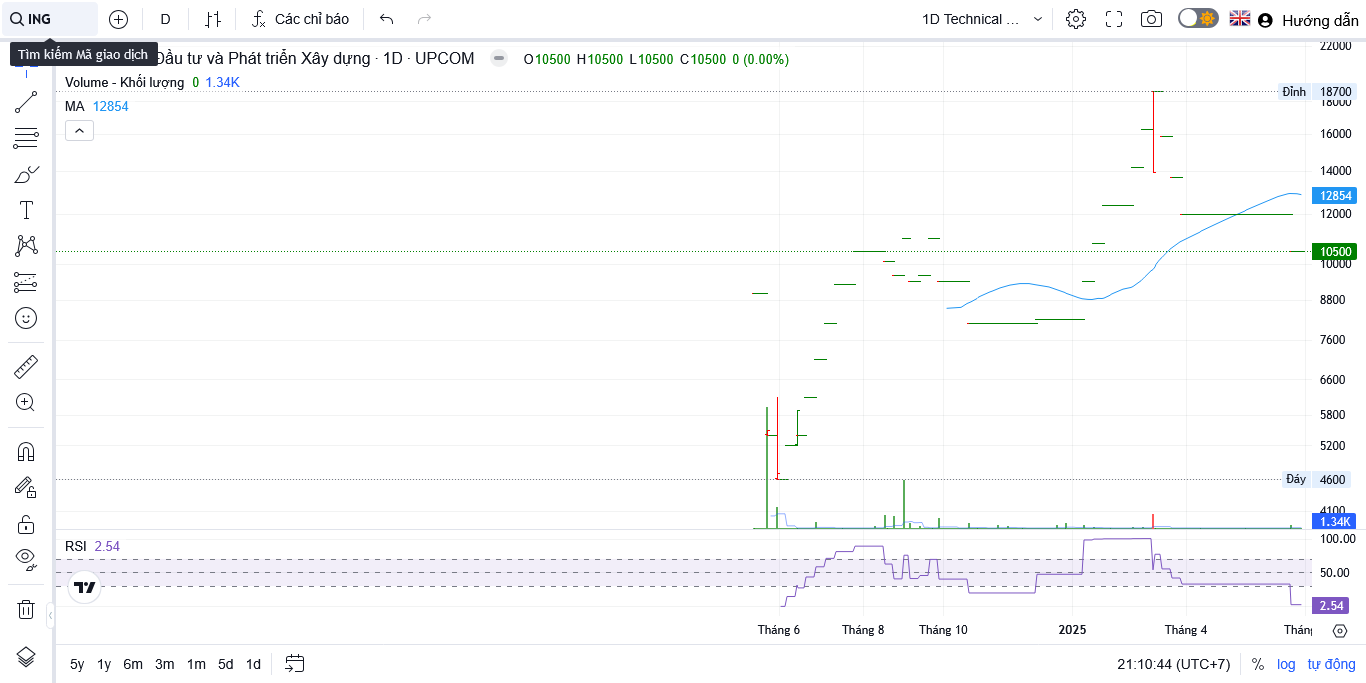 ING
D
Các chỉ báo
1D Technical ...
Hướng dẫn
Tìm kiếm Mã giao dịch
Đầu tư và Phát triển Xây dựng · 1D · UPCOM
O10500 H10500 L10500 C10500 0 (0.00%)
Volume - Khối lượng 0 1.34K
MA 12854
22000
Đỉnh 18700
18000
16000
14000
12854
12000
10500
10000
8800
7600
6600
5800
5200
Đáy 4600
4100
1.34K
RSI 2.54
100.00
50.00
2.54
Tháng 6 Tháng 8 Tháng 10 2025 Tháng 4
5y 1y 6m 3m 1m 5d 1d
21:10:44 (UTC+7) % log tự động